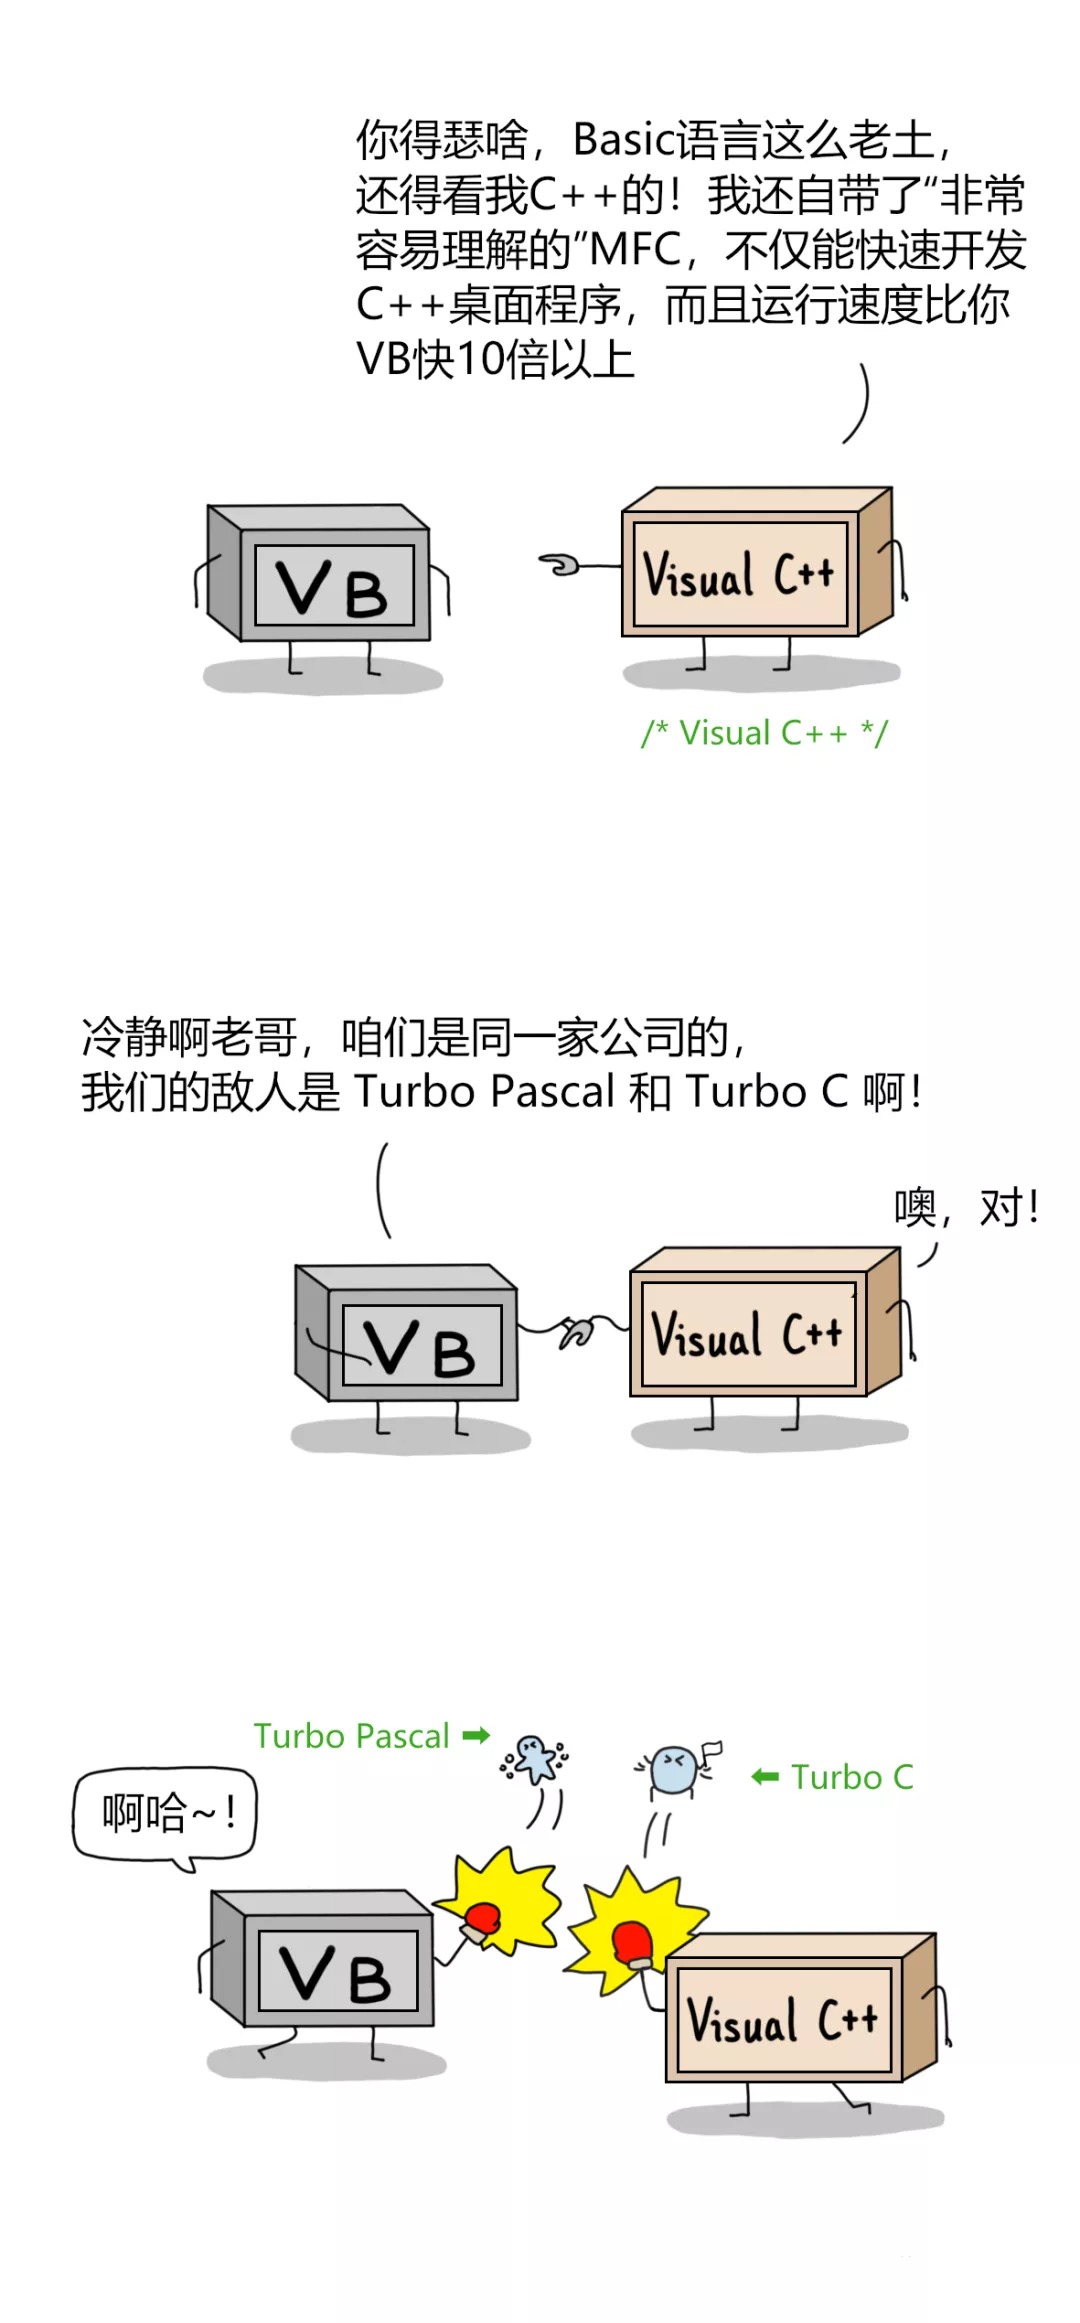 你得瑟啥，Basic语言这么老土，
还得看我C++的！我还自带了“非常
容易理解的”MFC，不仅能快速开发
C++桌面程序，而且运行速度比你
VB快10倍以上
VB
Visual C++
/* Visual C++ */
冷静啊老哥，咱们是同一家公司的，
我们的敌人是 Turbo Pascal 和 Turbo C 啊！
噢，对！
VB
Visual C++
Turbo Pascal ➡
⬅ Turbo C
啊哈~！
VB
Visual C++